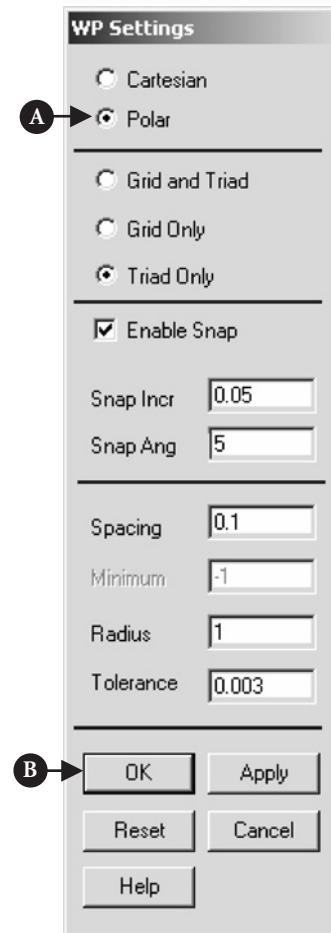 WP Settings
Cartesian
A
Polar
Grid and Triad
Grid Only
Triad Only
Enable Snap
Snap Incr 0.05
Snap Ang 5
Spacing 0.1
Minimum -1
Radius 1
Tolerance 0.003
B
OK Apply
Reset Cancel
Help